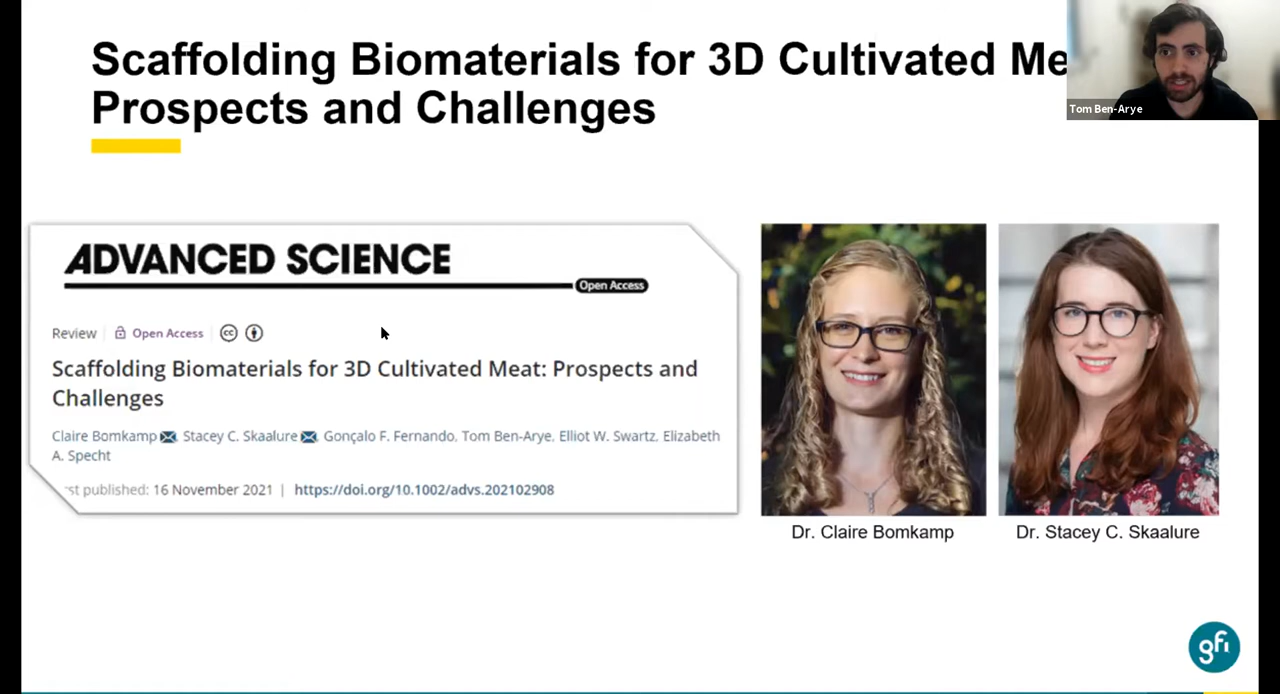 Scaffolding Biomaterials for 3D Cultivated Me
Prospects and Challenges
Tom Ben-Arye
ADVANCED SCIENCE
Open Access
Review | Open Access
Scaffolding Biomaterials for 3D Cultivated Meat: Prospects and
Challenges
Claire Bomkamp, Stacey C. Skaalure, Gonçalo F. Fernando, Tom Ben-Arye, Elliot W. Swartz, Elizabeth
A. Specht
st published: 16 November 2021 | https://doi.org/10.1002/advs.202102908
Dr. Claire Bomkamp
Dr. Stacey C. Skaalure
gfi